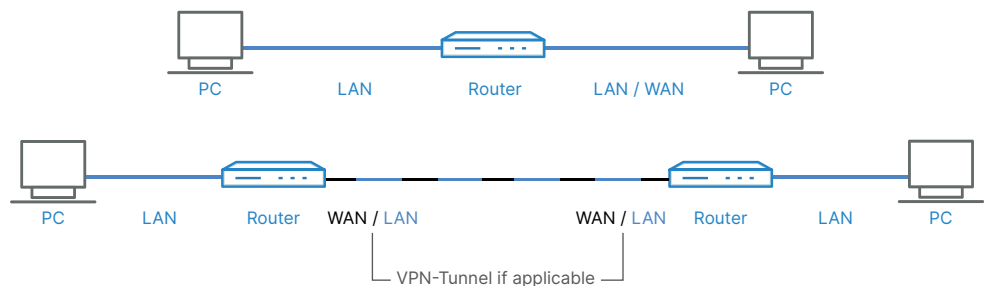 PC LAN Router LAN / WAN PC
PC LAN Router WAN / LAN WAN / LAN Router LAN PC
VPN-Tunnel if applicable